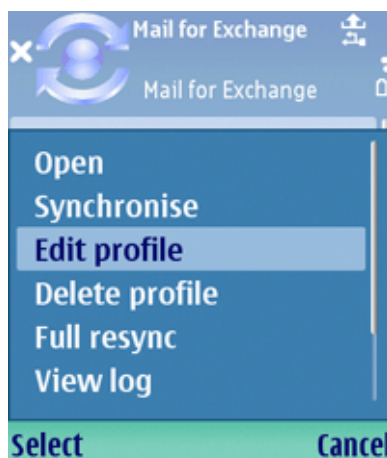 Mail for Exchange
Mail for Exchange
Open
Synchronise
Edit profile
Delete profile
Full resync
View log
Select Cancel